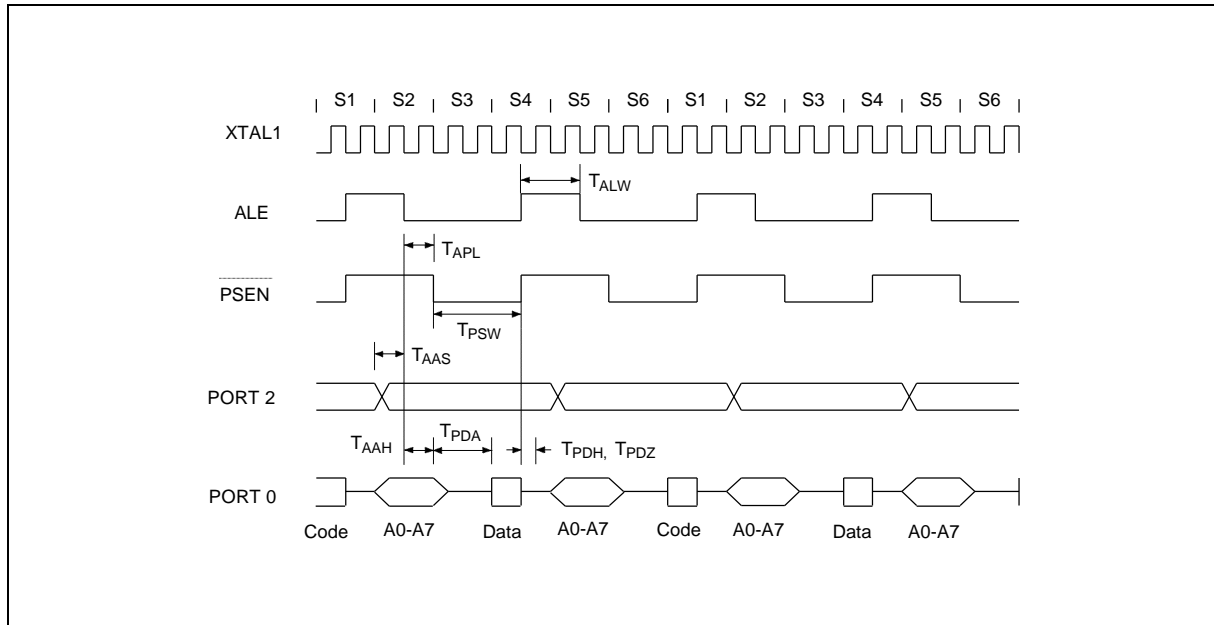 S1 S2 S3 S4 S5 S6 S1 S2 S3 S4 S5 S6
XTAL1
TALW
ALE
TAPL
PSEN
TPSW
TAAS
PORT 2
TAAH TPDA TPDH, TPDZ
PORT 0
Code A0-A7 Data A0-A7 Code A0-A7 Data A0-A7